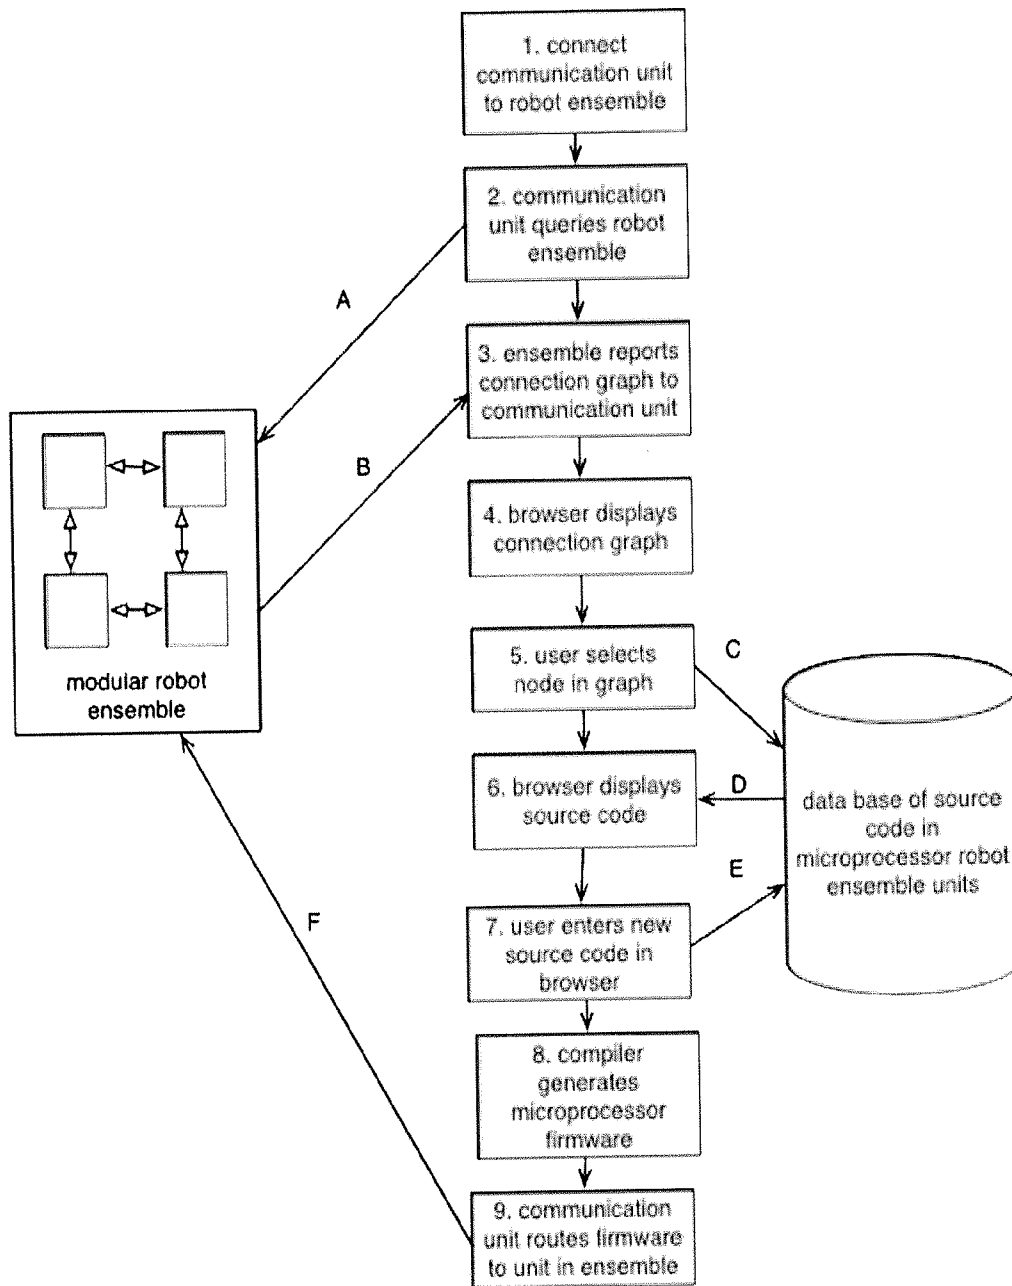 1. connect
communication unit
to robot ensemble
2. communication
unit queries robot
ensemble
A
3. ensemble reports
connection graph to
communication unit
B
4. browser displays
connection graph
modular robot
ensemble
5. user selects
node in graph
C
6. browser displays
source code
D
data base of source
code in
microprocessor robot
ensemble units
E
7. user enters new
source code in
browser
F
8. compiler
generates
microprocessor
firmware
9. communication
unit routes firmware
to unit in ensemble